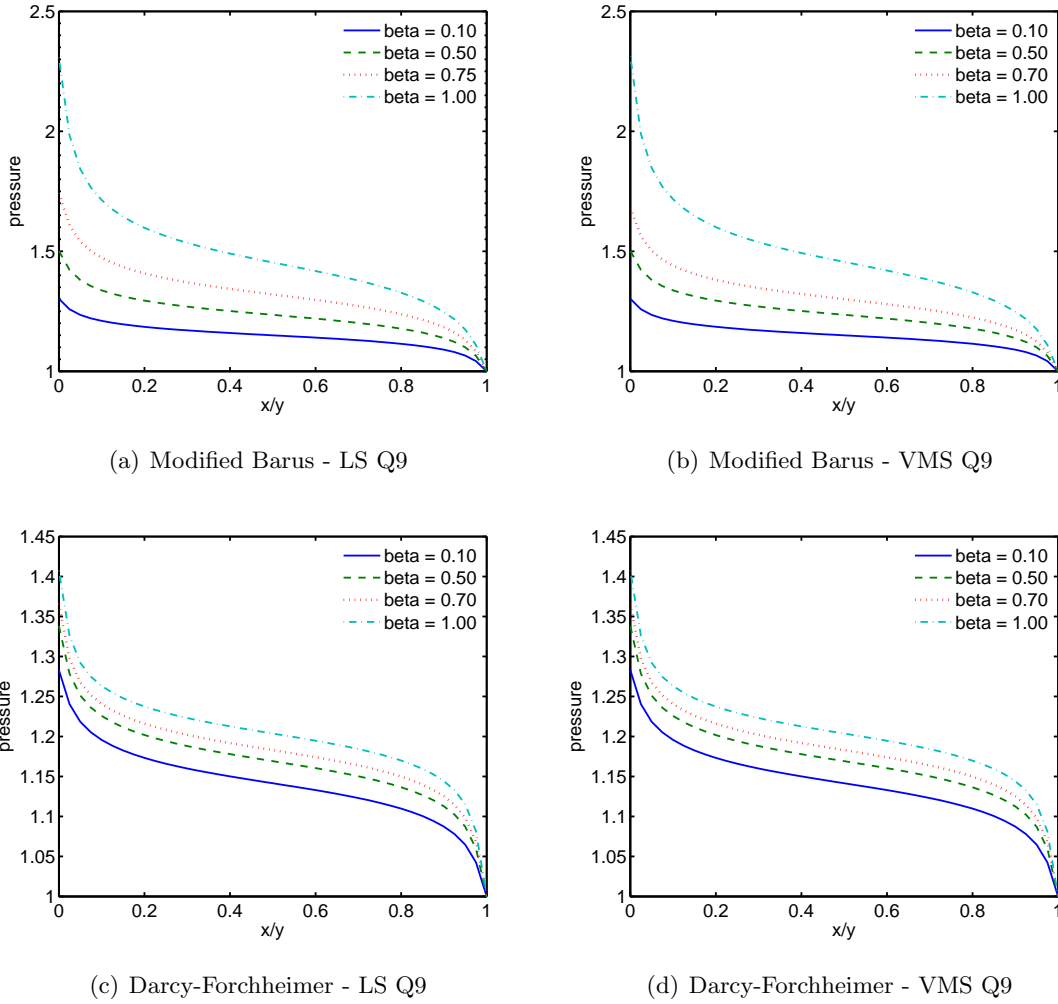 2.5
2
1.5
1
pressure
0 0.2 0.4 0.6 0.8 1
x/y
beta = 0.10
beta = 0.50
beta = 0.75
beta = 1.00
(a) Modified Barus - LS Q9
2.5
2
1.5
1
pressure
0 0.2 0.4 0.6 0.8 1
x/y
beta = 0.10
beta = 0.50
beta = 0.70
beta = 1.00
(b) Modified Barus - VMS Q9
1.45
1.4
1.35
1.3
1.25
1.2
1.15
1.1
1.05
1
pressure
0 0.2 0.4 0.6 0.8 1
x/y
beta = 0.10
beta = 0.50
beta = 0.70
beta = 1.00
(c) Darcy-Forchheimer - LS Q9
1.45
1.4
1.35
1.3
1.25
1.2
1.15
1.1
1.05
1
pressure
0 0.2 0.4 0.6 0.8 1
x/y
beta = 0.10
beta = 0.50
beta = 0.70
beta = 1.00
(d) Darcy-Forchheimer - VMS Q9